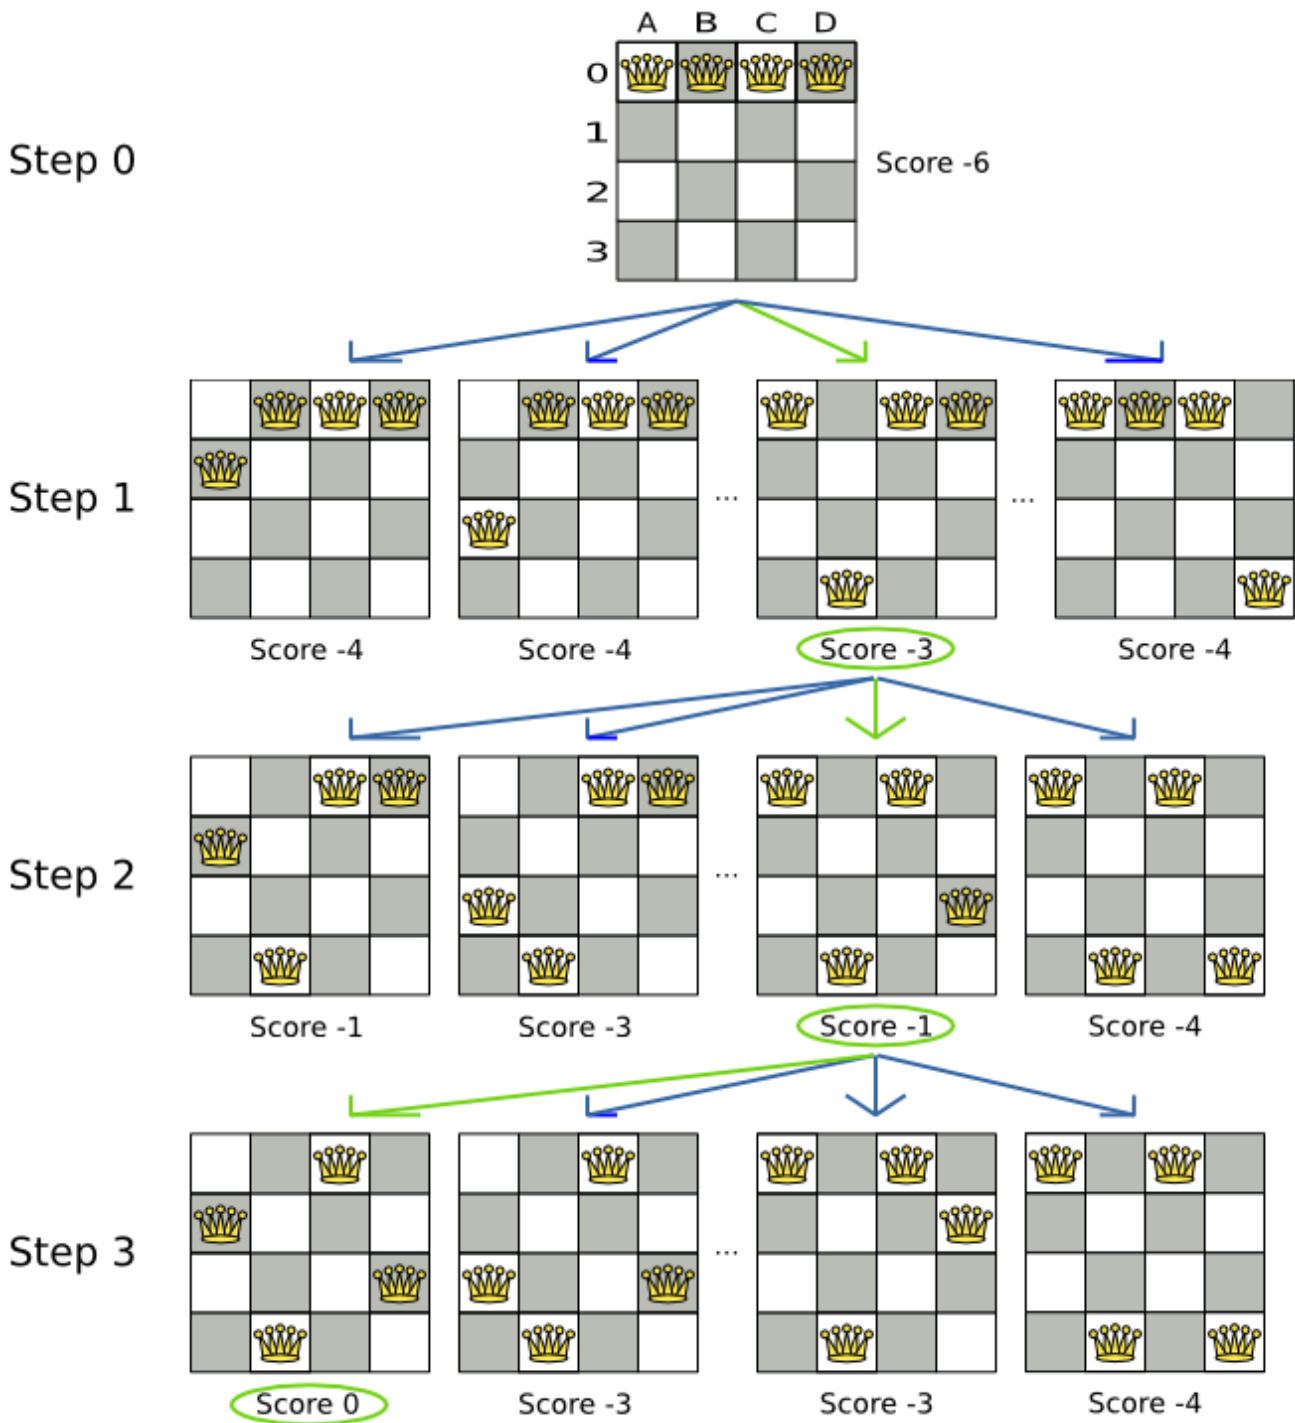 A B C D
0
1
Step 0
Score -6
2
3
Step 1
... ...
Score -4 Score -4 Score -3 Score -4
Step 2
...
Score -1 Score -3 Score -1 Score -4
Step 3
...
Score 0 Score -3 Score -3 Score -4